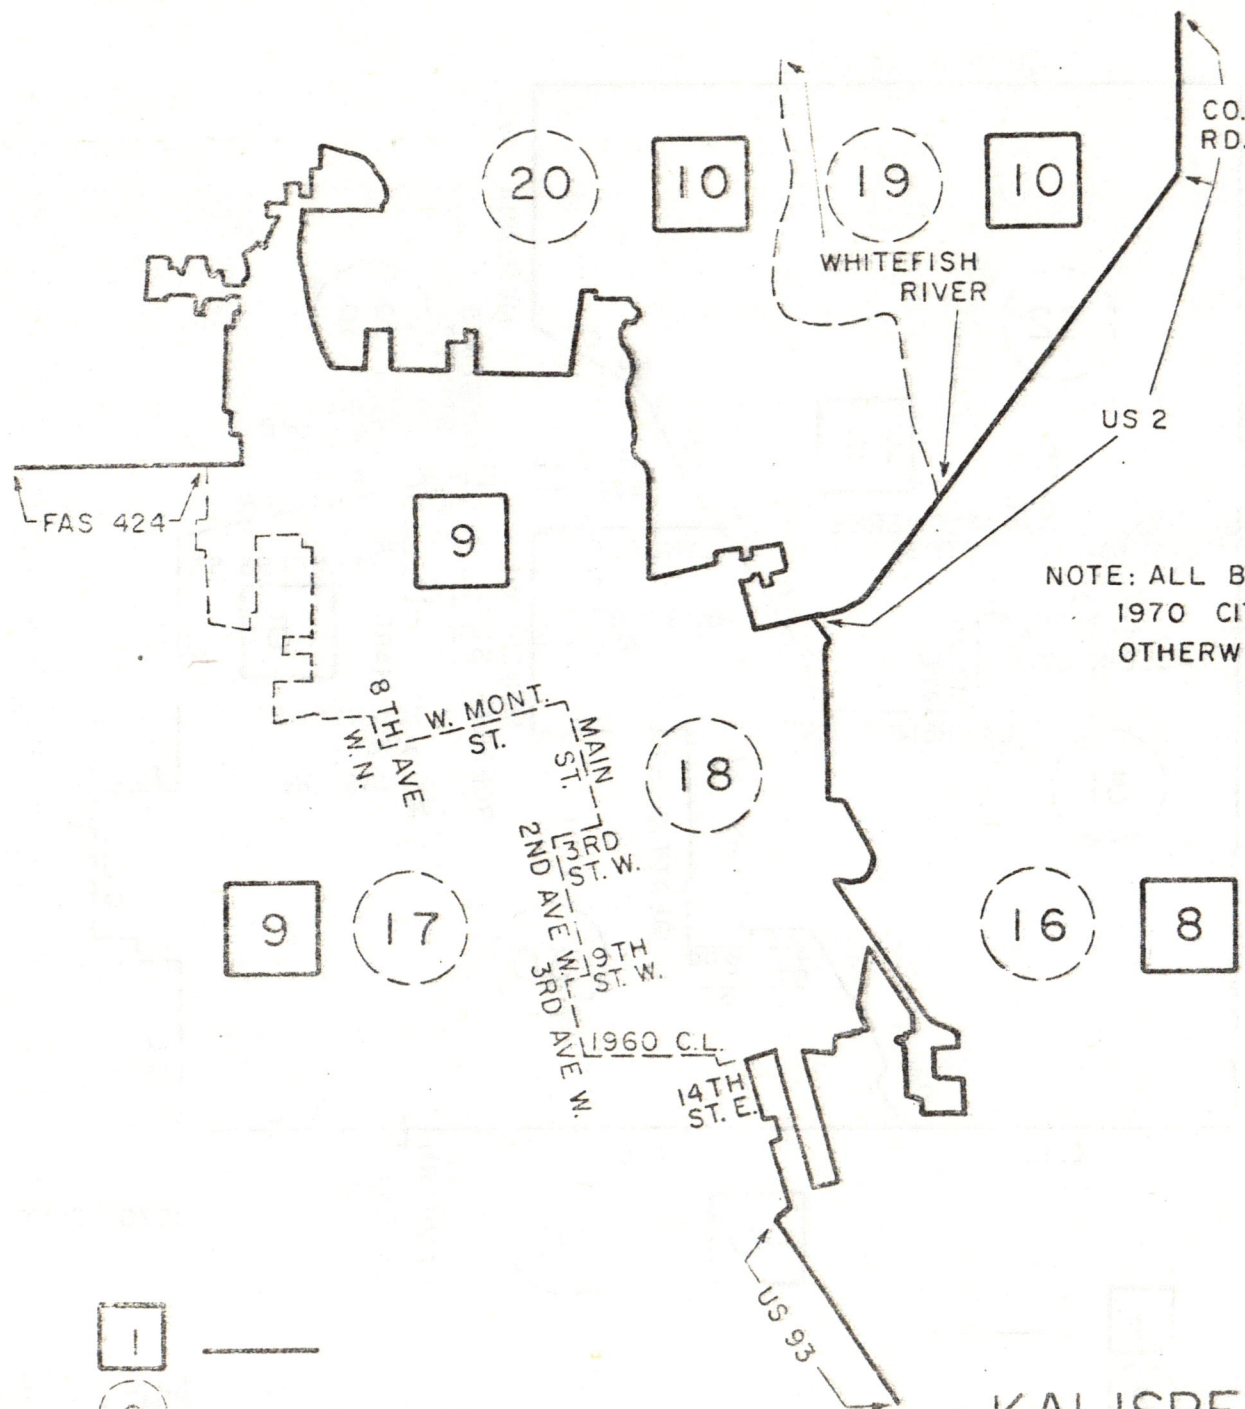 CO.
RD.
20
10
19
10
WHITEFISH
RIVER
US 2
FAS 424
9
NOTE: ALL B
1970 CI
OTHERW
8TH AVE
W.N.
W. MONT.
ST.
MAIN
ST.
18
3RD
ST. W.
2ND AVE W.
9
17
9TH
ST. W.
16
8
3RD AVE W.
1960 C.L.
14TH
ST. E.
US 93
1